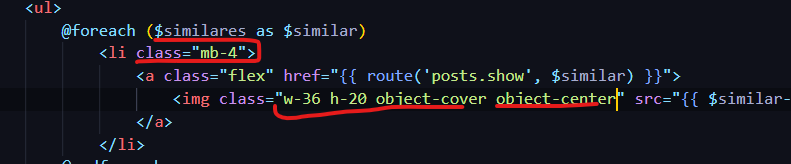 <ul>
@foreach ($similares as $similar)
<li class="mb-4">
<a class="flex" href="{{ route('posts.show', $similar) }}">
<img class="w-36 h-20 object-cover object-center" src="{{ $similar-
</a>
</li>